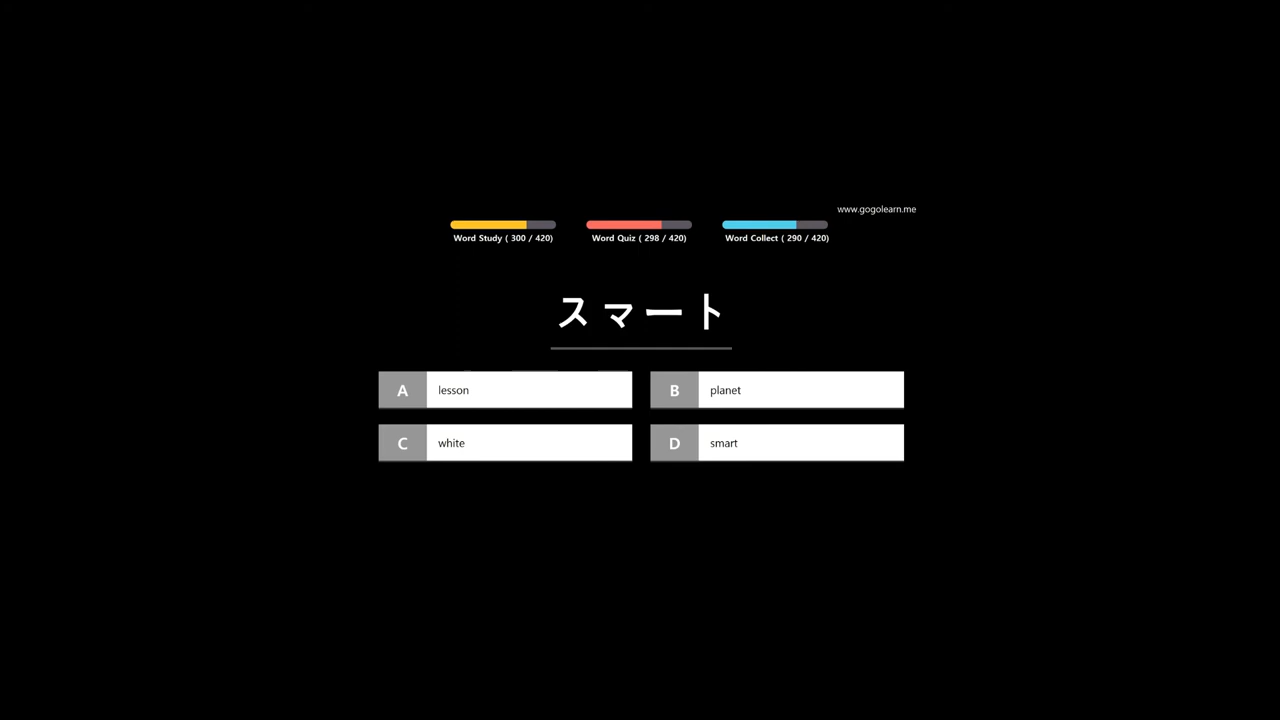 www.gogolearn.me
Word Study ( 300 / 420)
Word Quiz ( 298 / 420)
Word Collect ( 290 / 420)
スマート
A lesson
B planet
C white
D smart